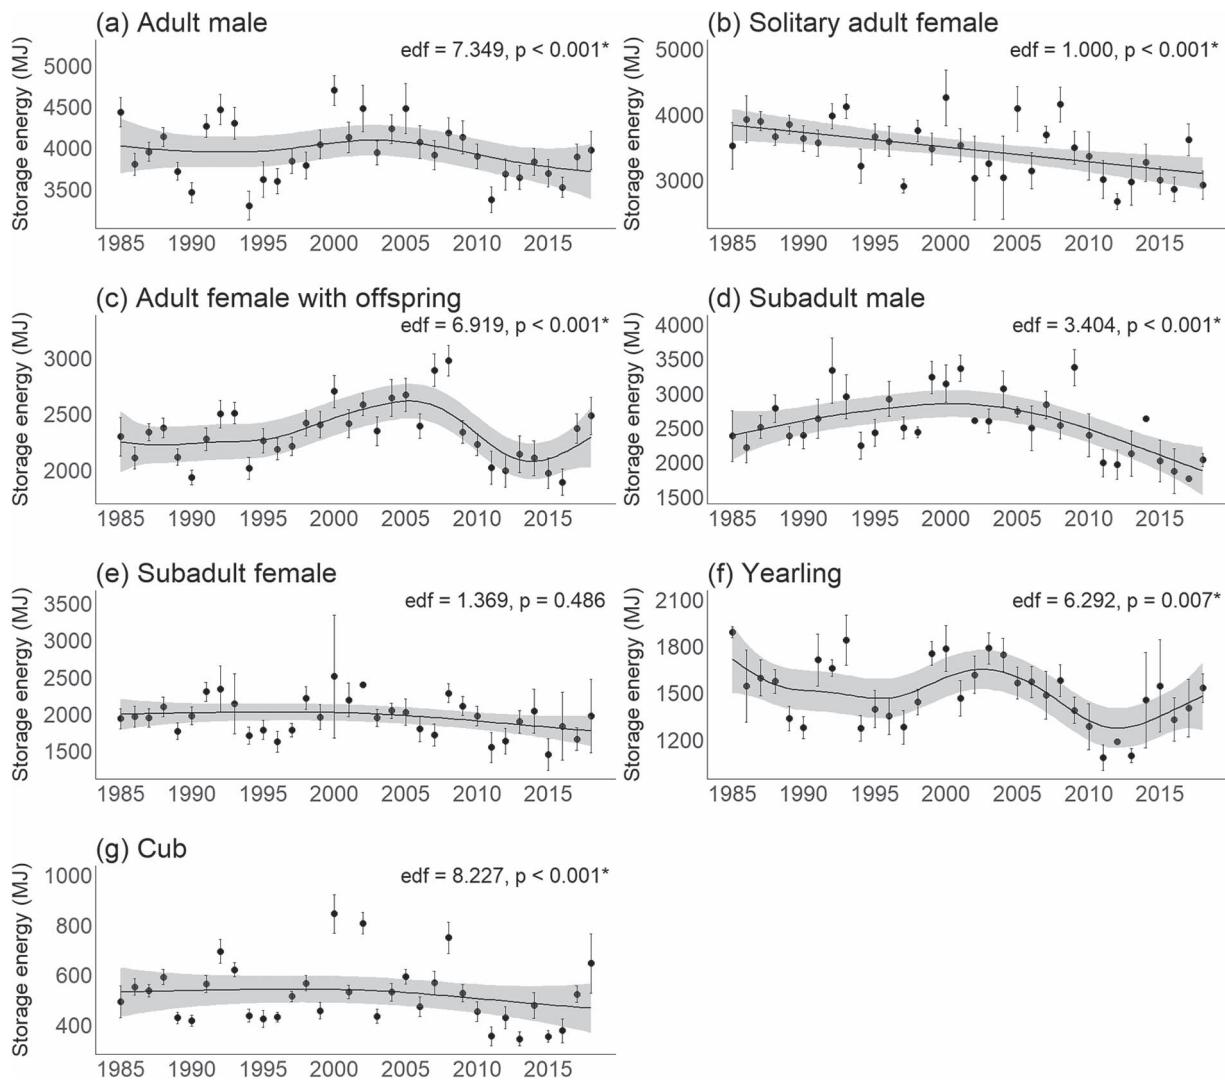 (a) Adult male
edf = 7.349, p < 0.001*
Storage energy (MJ)
5000
4500
4000
3500
1985 1990 1995 2000 2005 2010 2015
(b) Solitary adult female
edf = 1.000, p < 0.001*
Storage energy (MJ)
5000
4000
3000
1985 1990 1995 2000 2005 2010 2015
(c) Adult female with offspring
edf = 6.919, p < 0.001*
Storage energy (MJ)
3000
2500
2000
1985 1990 1995 2000 2005 2010 2015
(d) Subadult male
edf = 3.404, p < 0.001*
Storage energy (MJ)
4000
3500
3000
2500
2000
1500
1985 1990 1995 2000 2005 2010 2015
(e) Subadult female
edf = 1.369, p = 0.486
Storage energy (MJ)
3500
3000
2500
2000
1500
1985 1990 1995 2000 2005 2010 2015
(f) Yearling
edf = 6.292, p = 0.007*
Storage energy (MJ)
2100
1800
1500
1200
1985 1990 1995 2000 2005 2010 2015
(g) Cub
edf = 8.227, p < 0.001*
Storage energy (MJ)
1000
800
600
400
1985 1990 1995 2000 2005 2010 2015